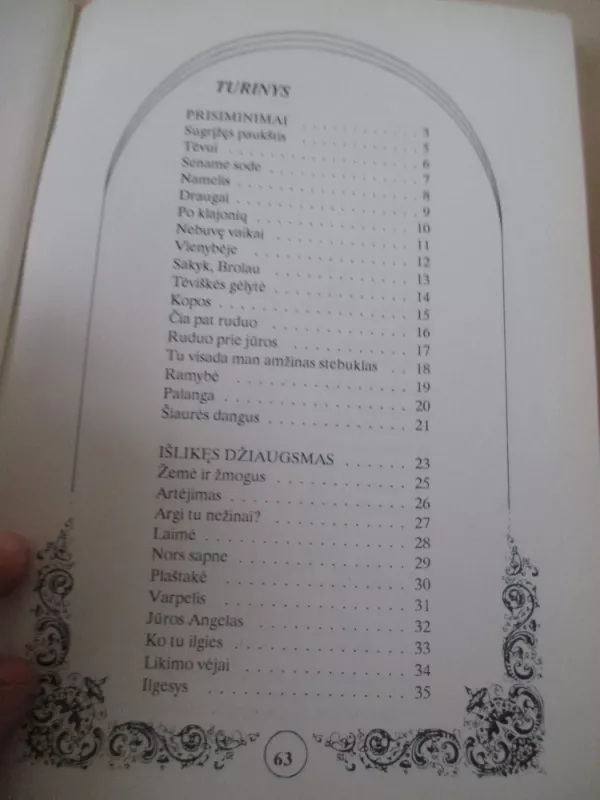 TURINYS
PRISIMINIMAI . . . . . . . . . . . . 3
Sugrįžęs paukštis . . . . . . . . . . . . 5
Tėvui . . . . . . . . . . . . 6
Sename sode . . . . . . . . . . . . 7
Namelis . . . . . . . . . . . . 8
Draugai . . . . . . . . . . . . 9
Po klajonių . . . . . . . . . . . . 10
Nebuvę vaikai . . . . . . . . . . . . 11
Vienybėje . . . . . . . . . . . . 12
Sakyk, Brolau . . . . . . . . . . . . 13
Tėviškės gėlytė . . . . . . . . . . . . 14
Kopos . . . . . . . . . . . . 15
Čia pat ruduo . . . . . . . . . . . . 16
Ruduo prie jūros . . . . . . . . . . . . 17
Tu visada man amžinas stebuklas . . 18
Ramybė . . . . . . . . . . . . 19
Palanga . . . . . . . . . . . . 20
Šiaurės dangus . . . . . . . . . . . . 21
IŠLIKĘS DŽIAUGSMAS . . . . . . 23
Žemė ir žmogus . . . . . . . . . . . . 25
Artėjimas . . . . . . . . . . . . 26
Argi tu nežinai? . . . . . . . . . . . . 27
Laimė . . . . . . . . . . . . 28
Nors sapne . . . . . . . . . . . . 29
Plaštakė . . . . . . . . . . . . 30
Varpelis . . . . . . . . . . . . 31
Jūros Angelas . . . . . . . . . . . . 32
Ko tu ilgies . . . . . . . . . . . . 33
Likimo vėjai . . . . . . . . . . . . 34
Ilgesys . . . . . . . . . . . . 35
63